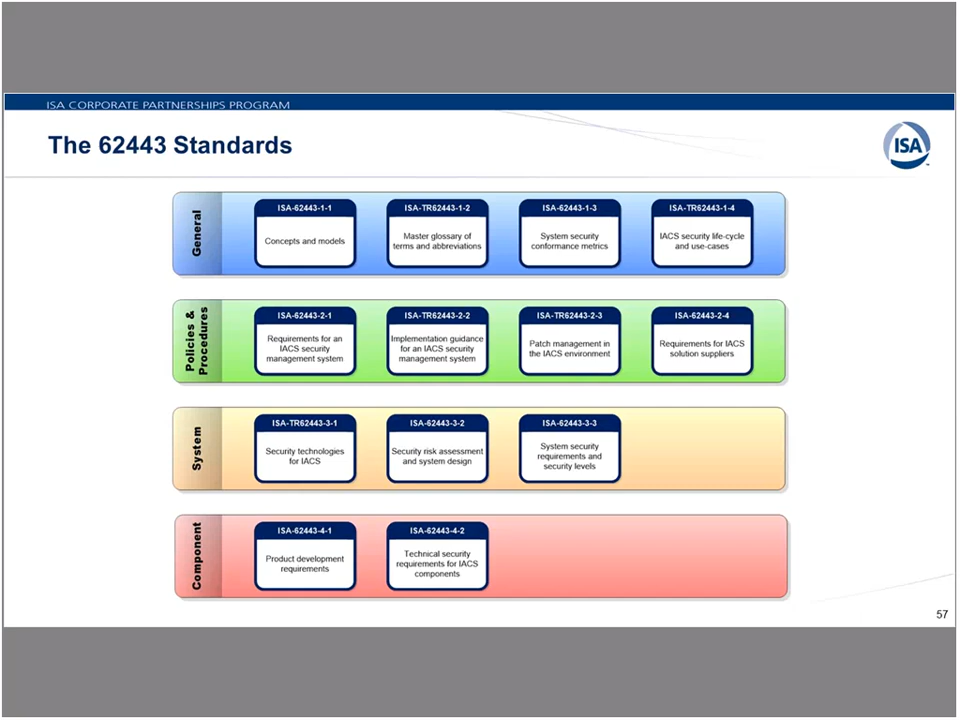 ISA CORPORATE PARTNERSHIPS PROGRAM
The 62443 Standards
ISA
General
ISA-62443-1-1
Concepts and models
ISA-TR62443-1-2
Master glossary of
terms and abbreviations
ISA-62443-1-3
System security
conformance metrics
ISA-TR62443-1-4
IACS security life-cycle
and use-cases
Policies &
Procedures
ISA-62443-2-1
Requirements for an
IACS security
management system
ISA-TR62443-2-2
Implementation guidance
for an IACS security
management system
ISA-TR62443-2-3
Patch management in
the IACS environment
ISA-62443-2-4
Requirements for IACS
solution suppliers
System
ISA-TR62443-3-1
Security technologies
for IACS
ISA-62443-3-2
Security risk assessment
and system design
ISA-62443-3-3
System security
requirements and
security levels
Component
ISA-62443-4-1
Product development
requirements
ISA-62443-4-2
Technical security
requirements for IACS
components
57